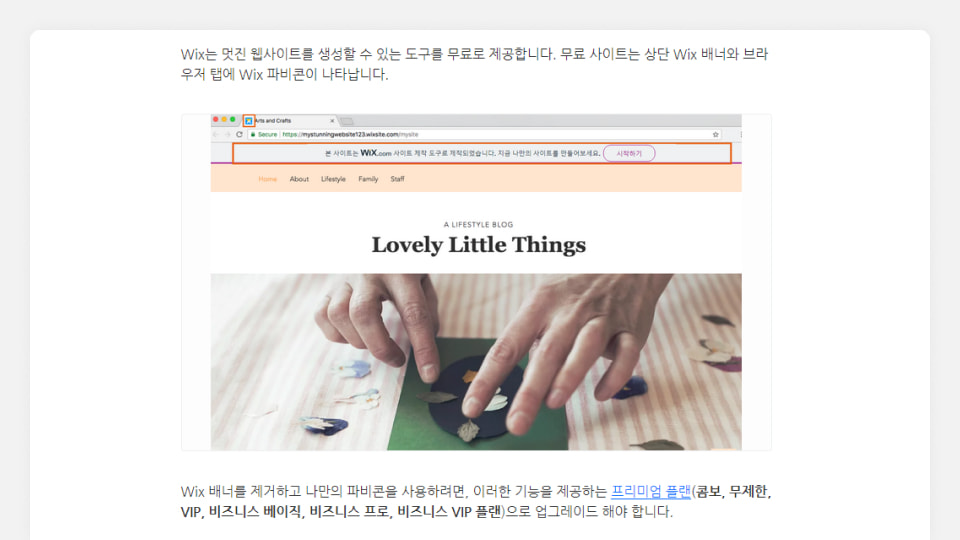 Wix는 멋진 웹사이트를 생성할 수 있는 도구를 무료로 제공합니다. 무료 사이트는 상단 Wix 배너와 브라
우저 탭에 Wix 파비콘이 나타납니다.
Arts and Crafts
Secure https://mystunningwebsite123.wixsite.com/mysite
본 사이트는 WiX.com 사이트 제작 도구로 제작되었습니다. 지금 나만의 사이트를 만들어보세요. 시작하기
Home About Lifestyle Family Staff
A LIFESTYLE BLOG
Lovely Little Things
Wix 배너를 제거하고 나만의 파비콘을 사용하려면, 이러한 기능을 제공하는 프리미엄 플랜(콤보, 무제한,
VIP, 비즈니스 베이직, 비즈니스 프로, 비즈니스 VIP 플랜)으로 업그레이드 해야 합니다.